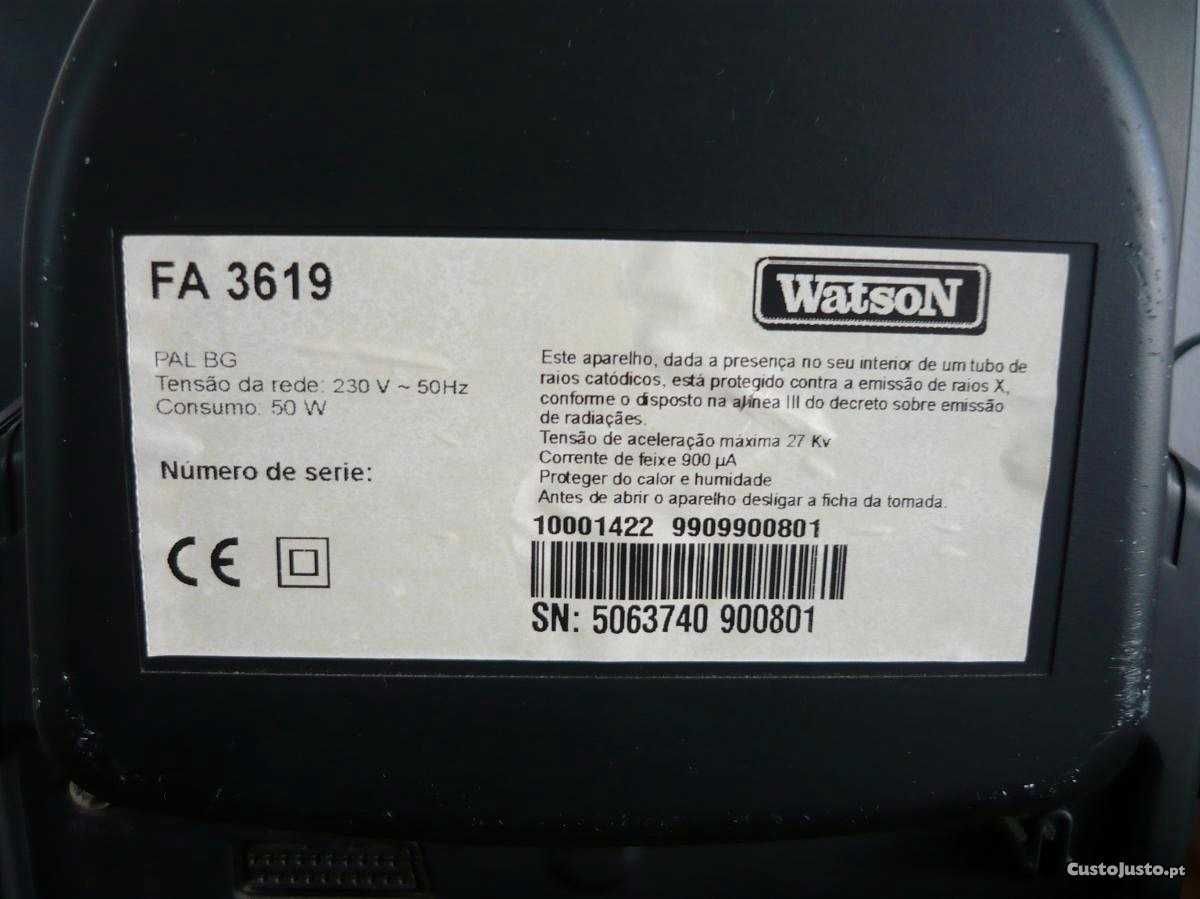 FA 3619
WatsoN
PAL BG
Tensão da rede: 230 V ~ 50Hz
Consumo: 50 W
Número de serie:
CE
Este aparelho, dada a presença no seu interior de um tubo de
raios catódicos, está protegido contra a emissão de raios X,
conforme o disposto na alínea III do decreto sobre emissão
de radiaçães.
Tensão de aceleração máxima 27 Kv
Corrente de feixe 900 µA
Proteger do calor e humidade
Antes de abrir o aparelho desligar a ficha da tomada.
10001422 9909900801
SN: 5063740 900801
CustoJusto.pt